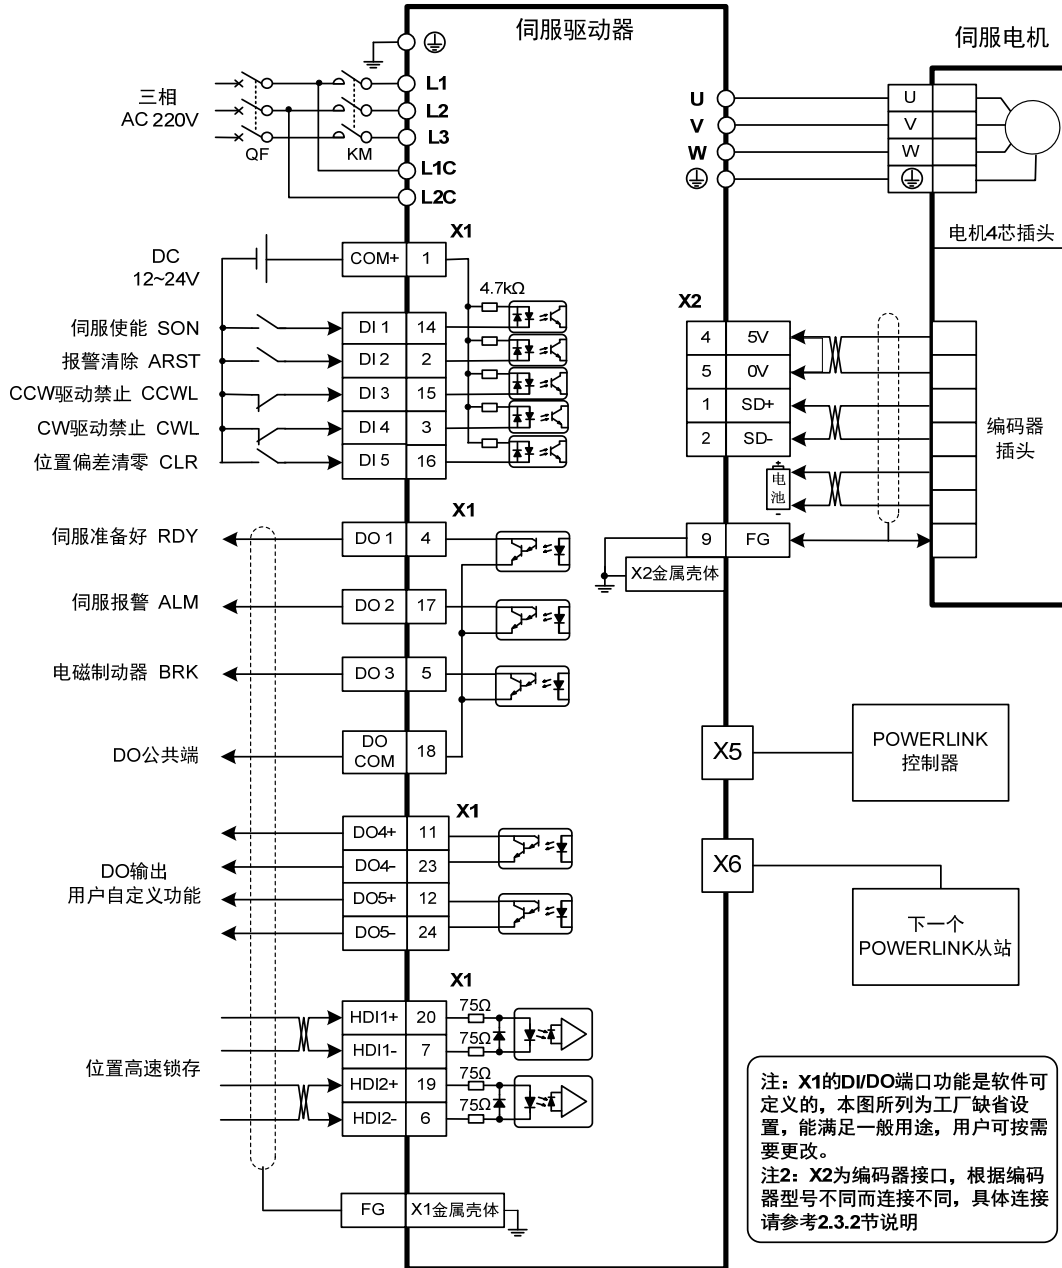 伺服驱动器
伺服电机
三相
AC 220V
QF
KM
L1
L2
L3
L1C
L2C
U
V
W
U
V
W
电机4芯插头
X1
DC
12~24V
COM+ 1
4.7kΩ
伺服使能 SON
DI 1 14
报警清除 ARST
DI 2 2
CCW驱动禁止 CCWL
DI 3 15
CW驱动禁止 CWL
DI 4 3
位置偏差清零 CLR
DI 5 16
X2
4 5V
5 0V
1 SD+
2 SD-
+
电
池
-
编码器
插头
9 FG
X2金属壳体
X1
伺服准备好 RDY
DO 1 4
伺服报警 ALM
DO 2 17
电磁制动器 BRK
DO 3 5
DO公共端
DO
COM
18
X5
POWERLINK
控制器
X6
下一个
POWERLINK从站
X1
DO4+ 11
DO4- 23
DO输出
用户自定义功能
DO5+ 12
DO5- 24
X1
75Ω
HDI1+ 20
75Ω
HDI1- 7
位置高速锁存
75Ω
HDI2+ 19
75Ω
HDI2- 6
FG
X1金属壳体
注：X1的DI/DO端口功能是软件可
定义的，本图所列为工厂缺省设
置，能满足一般用途，用户可按需
要更改。
注2：X2为编码器接口，根据编码
器型号不同而连接不同，具体连接
请参考2.3.2节说明